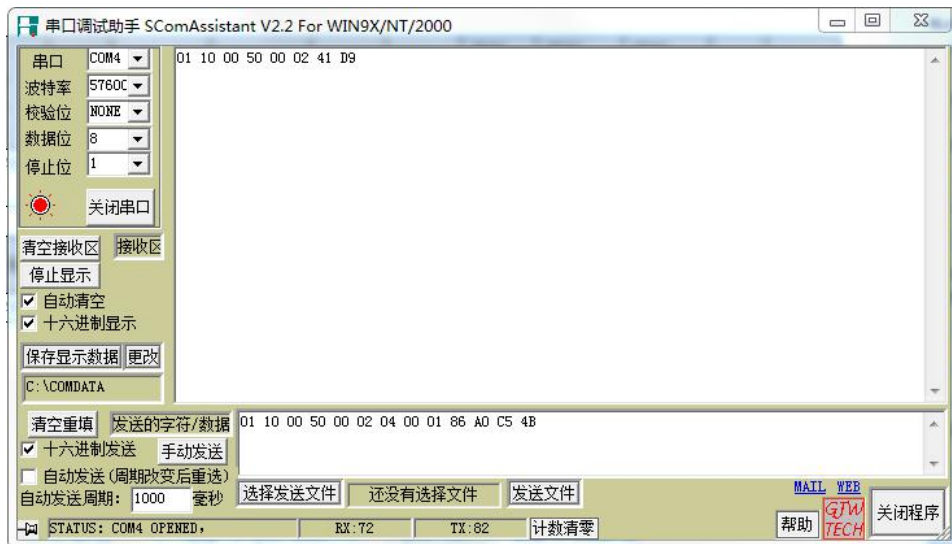 串口调试助手 SComAssistant V2.2 For WIN9X/NT/2000
串口 COM4
01 10 00 50 00 02 41 D9
波特率 5760C
校验位 NONE
数据位 8
停止位 1
关闭串口
清空接收区 接收区
停止显示
自动清空
十六进制显示
保存显示数据 更改
C:\COMDATA
清空重填 发送的字符/数据 01 10 00 50 00 02 04 00 01 86 A0 C5 4B
十六进制发送 手动发送
自动发送(周期改变后重选)
自动发送周期: 1000 毫秒 选择发送文件 还没有选择文件 发送文件
MAIL WEB
STATUS: COM4 OPENED, RX:72 TX:82 计数清零
帮助 GJW TECH 关闭程序